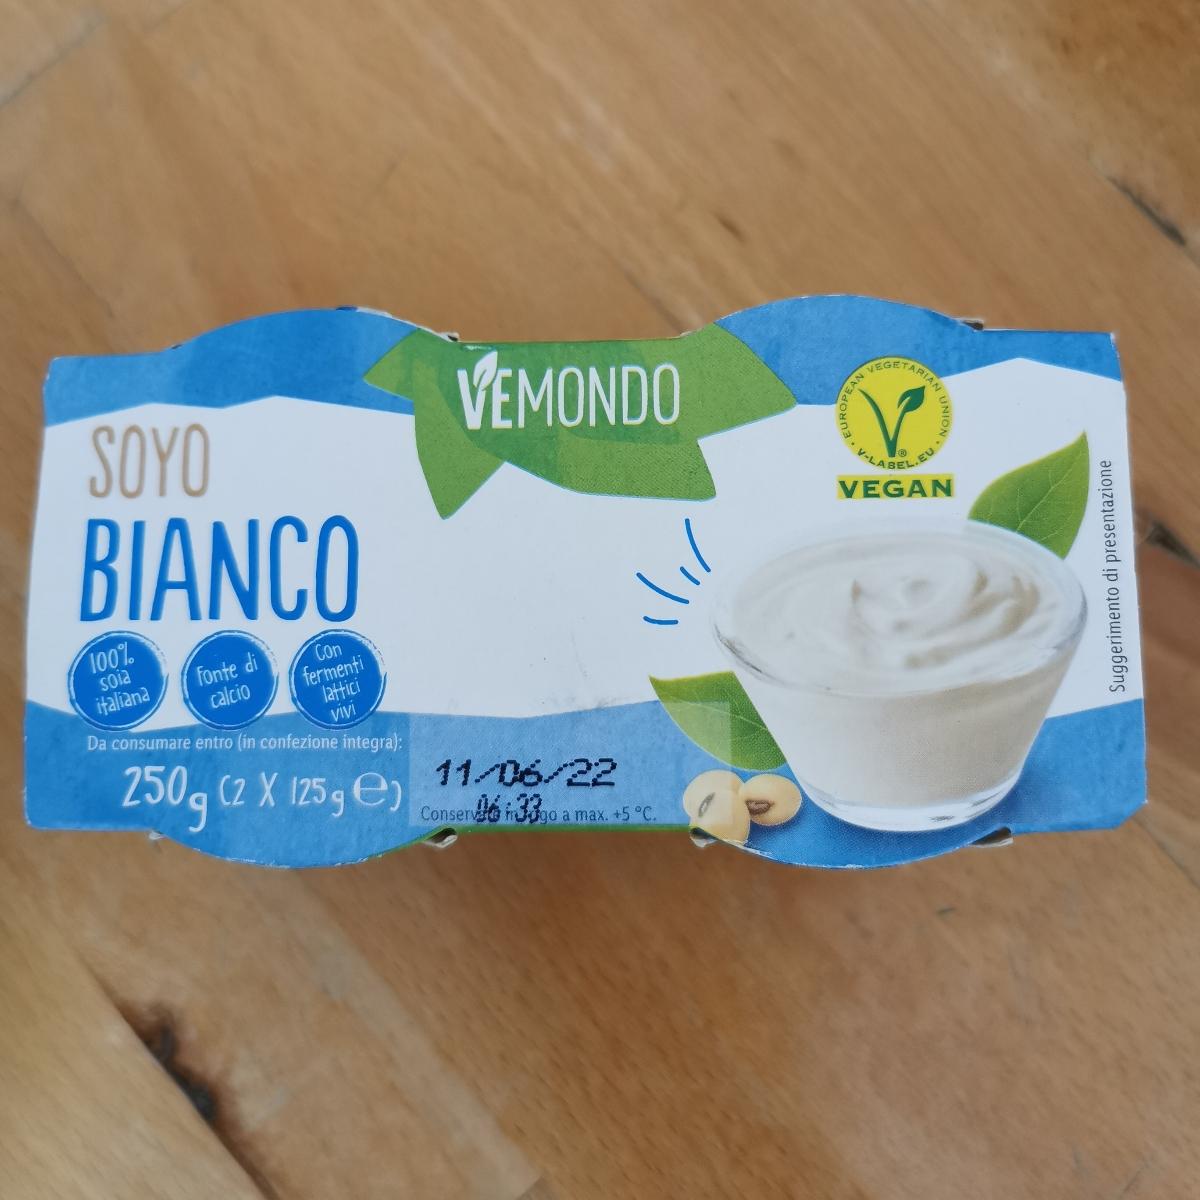 VEMONDO
SOYO
BIANCO
100%
soia
italiana
Fonte di
calcio
Con
fermenti
lattici
vivi
Da consumare entro (in confezione integra):
250g (2 X 125g ℮)
11/06/22
06:33
Conservare in frigo a max. +5 °C.
EUROPEAN VEGETARIAN UNION
V-LABEL.EU
®
VEGAN
Suggerimento di presentazione